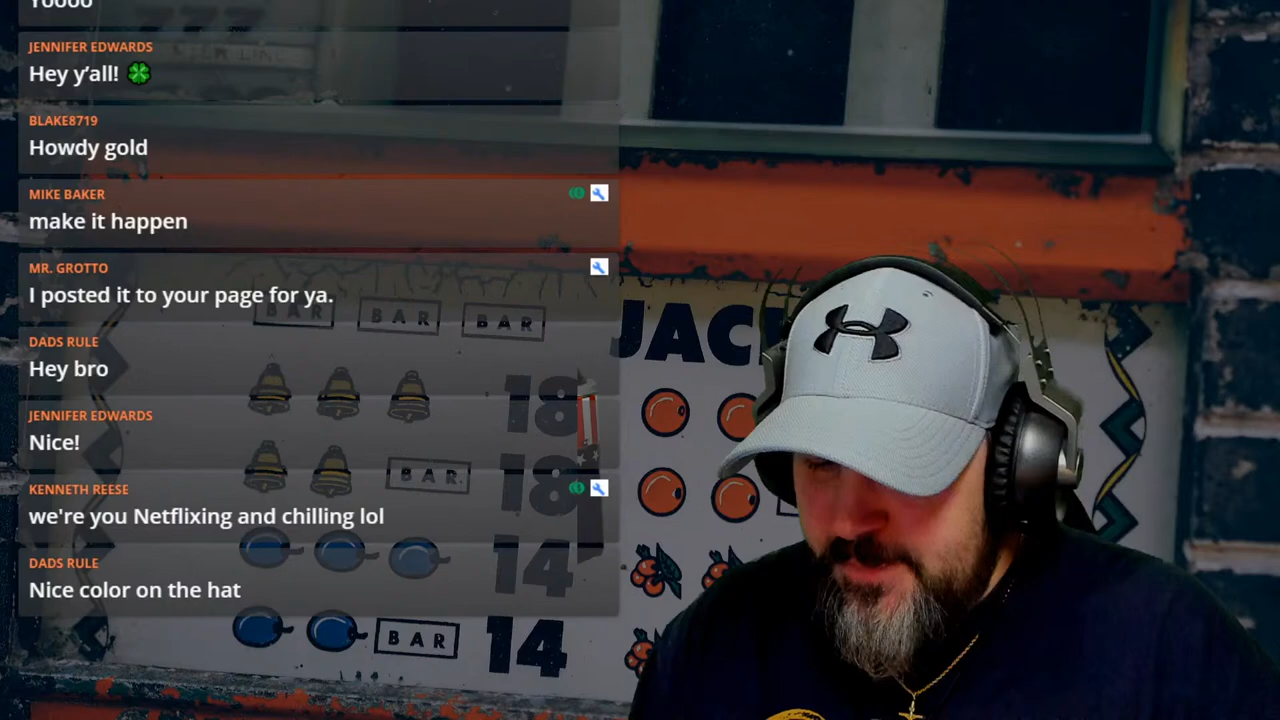 Yoooo
777
JENNIFER EDWARDS
Hey y'all! 🍀
BLAKE8719
Howdy gold
MIKE BAKER
make it happen
MR. GROTTO
I posted it to your page for ya.
BAR BAR BAR
JAC
DADS RULE
Hey bro
18
JENNIFER EDWARDS
Nice!
BAR 18
KENNETH REESE
we're you Netflixing and chilling lol
14
DADS RULE
Nice color on the hat
BAR 14